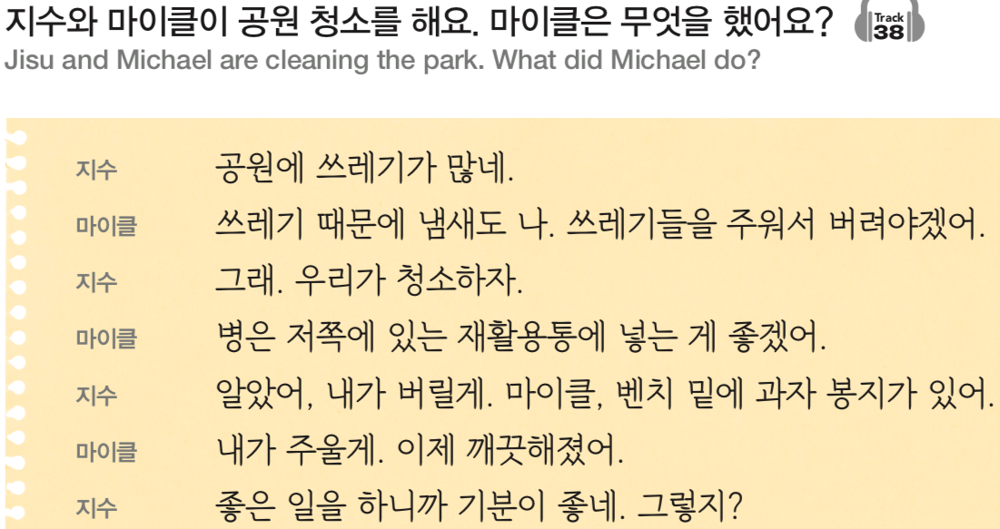 지수와 마이클이 공원 청소를 해요. 마이클은 무엇을 했어요? Track 38
Jisu and Michael are cleaning the park. What did Michael do?
지수 공원에 쓰레기가 많네.
마이클 쓰레기 때문에 냄새도 나. 쓰레기들을 주워서 버려야겠어.
지수 그래. 우리가 청소하자.
마이클 병은 저쪽에 있는 재활용통에 넣는 게 좋겠어.
지수 알았어, 내가 버릴게. 마이클, 벤치 밑에 과자 봉지가 있어.
마이클 내가 주울게. 이제 깨끗해졌어.
지수 좋은 일을 하니까 기분이 좋네. 그렇지?